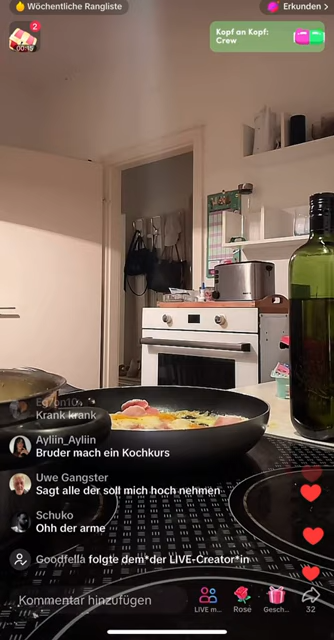 Wöchentliche Rangliste
Erkunden >
2
00:15
Kopf an Kopf:
Crew
Krank krank
Ayliin_Ayliin
Bruder mach ein Kochkurs
Uwe Gangster
Sagt alle der soll mich hoch nehmen
Schuko
Ohh der arme
Goodfella folgte dem*der LIVE-Creator*in
Kommentar hinzufügen
LIVE m...
Rose
Gesch...
32